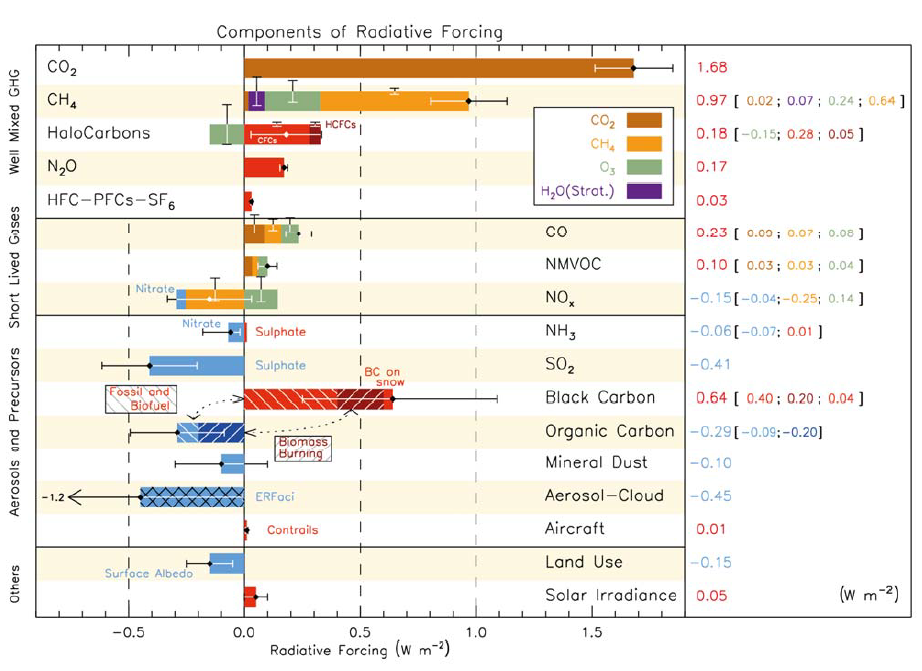 Components of Radiative Forcing
Well Mixed GHG
CO2 1.68
CH4 0.97 [ 0.02 ; 0.07 ; 0.24 ; 0.64 ]
HaloCarbons CFCs HCFCs 0.18 [ -0.15; 0.28 ; 0.05 ]
N2O 0.17
HFC-PFCs-SF6 0.03
CO2
CH4
O3
H2O(Strat.)
Short Lived Gases
CO 0.23 [ 0.09 ; 0.07 ; 0.08 ]
NMVOC 0.10 [ 0.03 ; 0.03 ; 0.04 ]
Nitrate NOx -0.15 [ -0.04; -0.25 ; 0.14 ]
Aerosols and Precursors
Nitrate Sulphate NH3 -0.06 [ -0.07; 0.01 ]
Sulphate SO2 -0.41
BC on
snow
Fossil and
Biofuel
Black Carbon 0.64 [ 0.40 ; 0.20 ; 0.04 ]
Organic Carbon -0.29 [ -0.09; -0.20]
Biomass
Burning
Mineral Dust -0.10
-1.2 ERFaci Aerosol-Cloud -0.45
Contrails Aircraft 0.01
Others
Surface Albedo Land Use -0.15
Solar Irradiance 0.05 (W m-2)
-0.5 0.0 0.5 1.0 1.5
Radiative Forcing (W m-2)